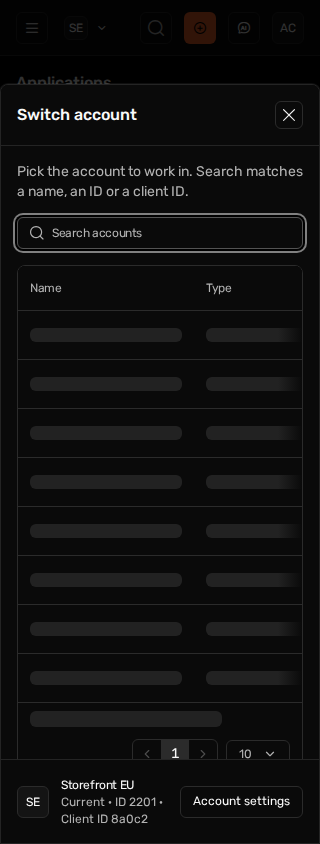 SE
AC
Applications
Switch account
Pick the account to work in. Search matches
a name, an ID or a client ID.
Search accounts
Name Type
1
10
SE
Storefront EU
Current • ID 2201 •
Client ID 8a0c2
Account settings